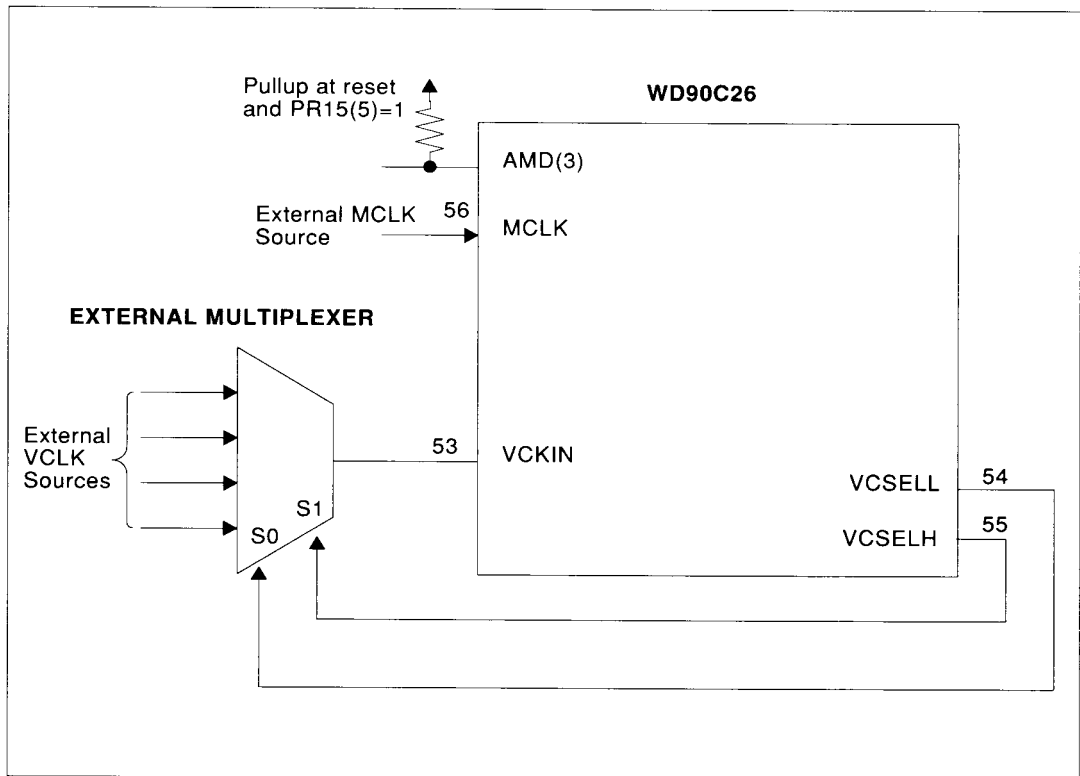 Pullup at reset
and PR15(5)=1
WD90C26
AMD(3)
External MCLK
Source
56
MCLK
EXTERNAL MULTIPLEXER
External
VCLK
Sources
S1
S0
53
VCKIN
VCSELL
54
VCSELH
55